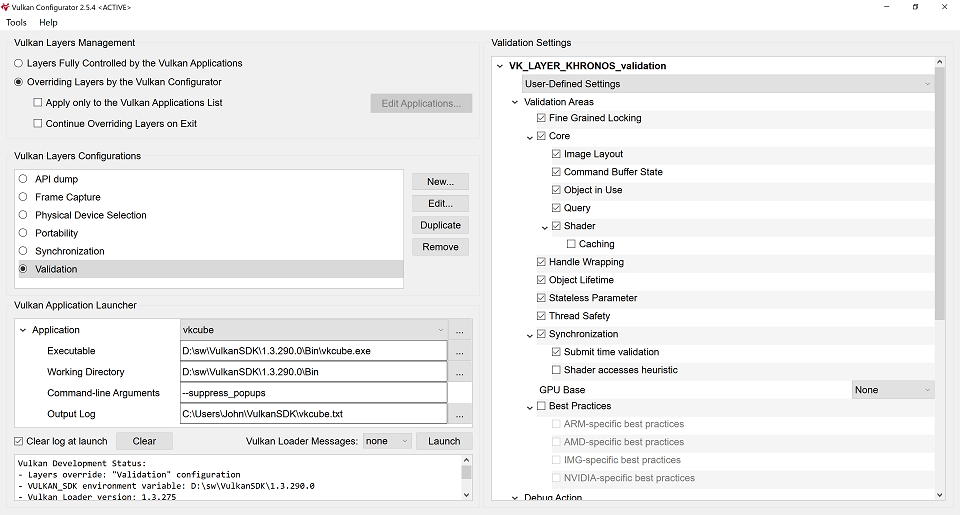 Vulkan Configurator 2.5.4 <ACTIVE>
Tools Help
Vulkan Layers Management
Layers Fully Controlled by the Vulkan Applications
Overriding Layers by the Vulkan Configurator
Apply only to the Vulkan Applications List
Edit Applications...
Continue Overriding Layers on Exit
Vulkan Layers Configurations
API dump
Frame Capture
Physical Device Selection
Portability
Synchronization
Validation
New...
Edit...
Duplicate
Remove
Vulkan Application Launcher
Application vkcube ...
Executable D:\sw\VulkanSDK\1.3.290.0\Bin\vkcube.exe ...
Working Directory D:\sw\VulkanSDK\1.3.290.0\Bin ...
Command-line Arguments --suppress_popups
Output Log C:\Users\John\VulkanSDK\vkcube.txt ...
Clear log at launch Clear Vulkan Loader Messages: none Launch
Vulkan Development Status:
- Layers override: "Validation" configuration
- VULKAN_SDK environment variable: D:\sw\VulkanSDK\1.3.290.0
- Vulkan Loader version: 1.3.275
Validation Settings
VK_LAYER_KHRONOS_validation
User-Defined Settings
Validation Areas
Fine Grained Locking
Core
Image Layout
Command Buffer State
Object in Use
Query
Shader
Caching
Handle Wrapping
Object Lifetime
Stateless Parameter
Thread Safety
Synchronization
Submit time validation
Shader accesses heuristic
GPU Base None
Best Practices
ARM-specific best practices
AMD-specific best practices
IMG-specific best practices
NVIDIA-specific best practices
Debug Action